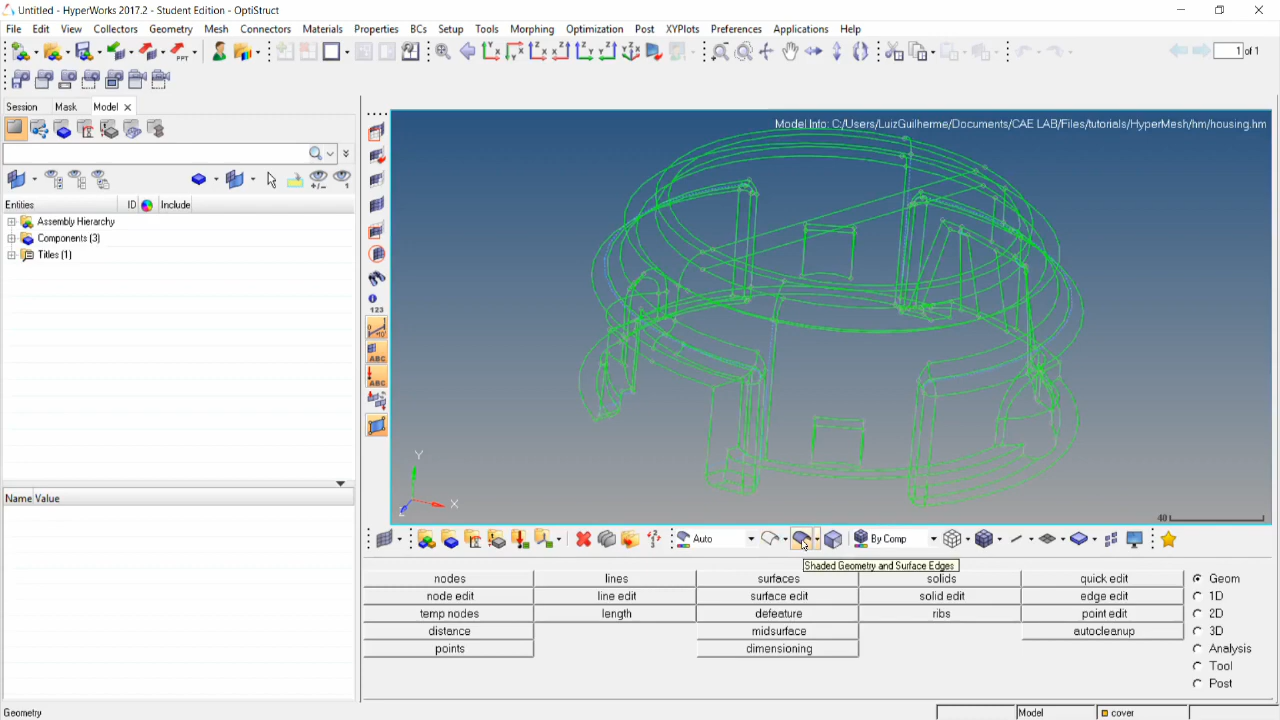 Untitled - HyperWorks 2017.2 - Student Edition - OptiStruct
File Edit View Collectors Geometry Mesh Connectors Materials Properties BCs Setup Tools Morphing Optimization Post XYPlots Preferences Applications Help
1 of 1
Session Mask Model
Model Info: C:/Users/LuizGuilherme/Documents/CAE LAB/Files/tutorials/HyperMesh/hm/housing.hm
Entities ID Include
Assembly Hierarchy
Components (3)
Titles (1)
123
ABC
ABC
Name Value
Y
X
40
Auto By Comp
Shaded Geometry and Surface Edges
nodes lines surfaces solids quick edit Geom
node edit line edit surface edit solid edit edge edit 1D
temp nodes length defeature ribs point edit 2D
distance midsurface autocleanup 3D
points dimensioning Analysis
Tool
Post
Geometry Model cover